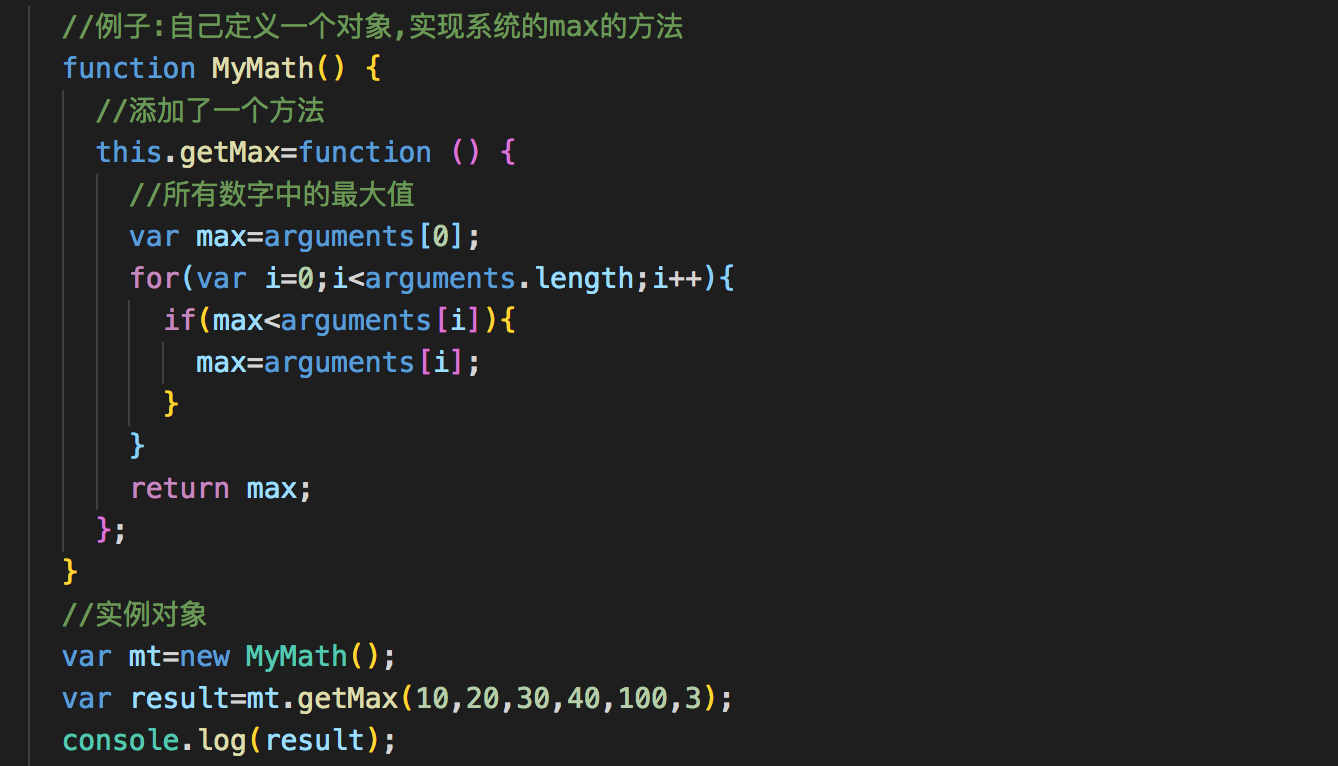 //例子:自己定义一个对象,实现系统的max的方法
function MyMath() {
//添加了一个方法
this.getMax=function () {
//所有数字中的最大值
var max=arguments[0];
for(var i=0;i<arguments.length;i++){
if(max<arguments[i]){
max=arguments[i];
}
}
return max;
};
}
//实例对象
var mt=new MyMath();
var result=mt.getMax(10,20,30,40,100,3);
console.log(result);